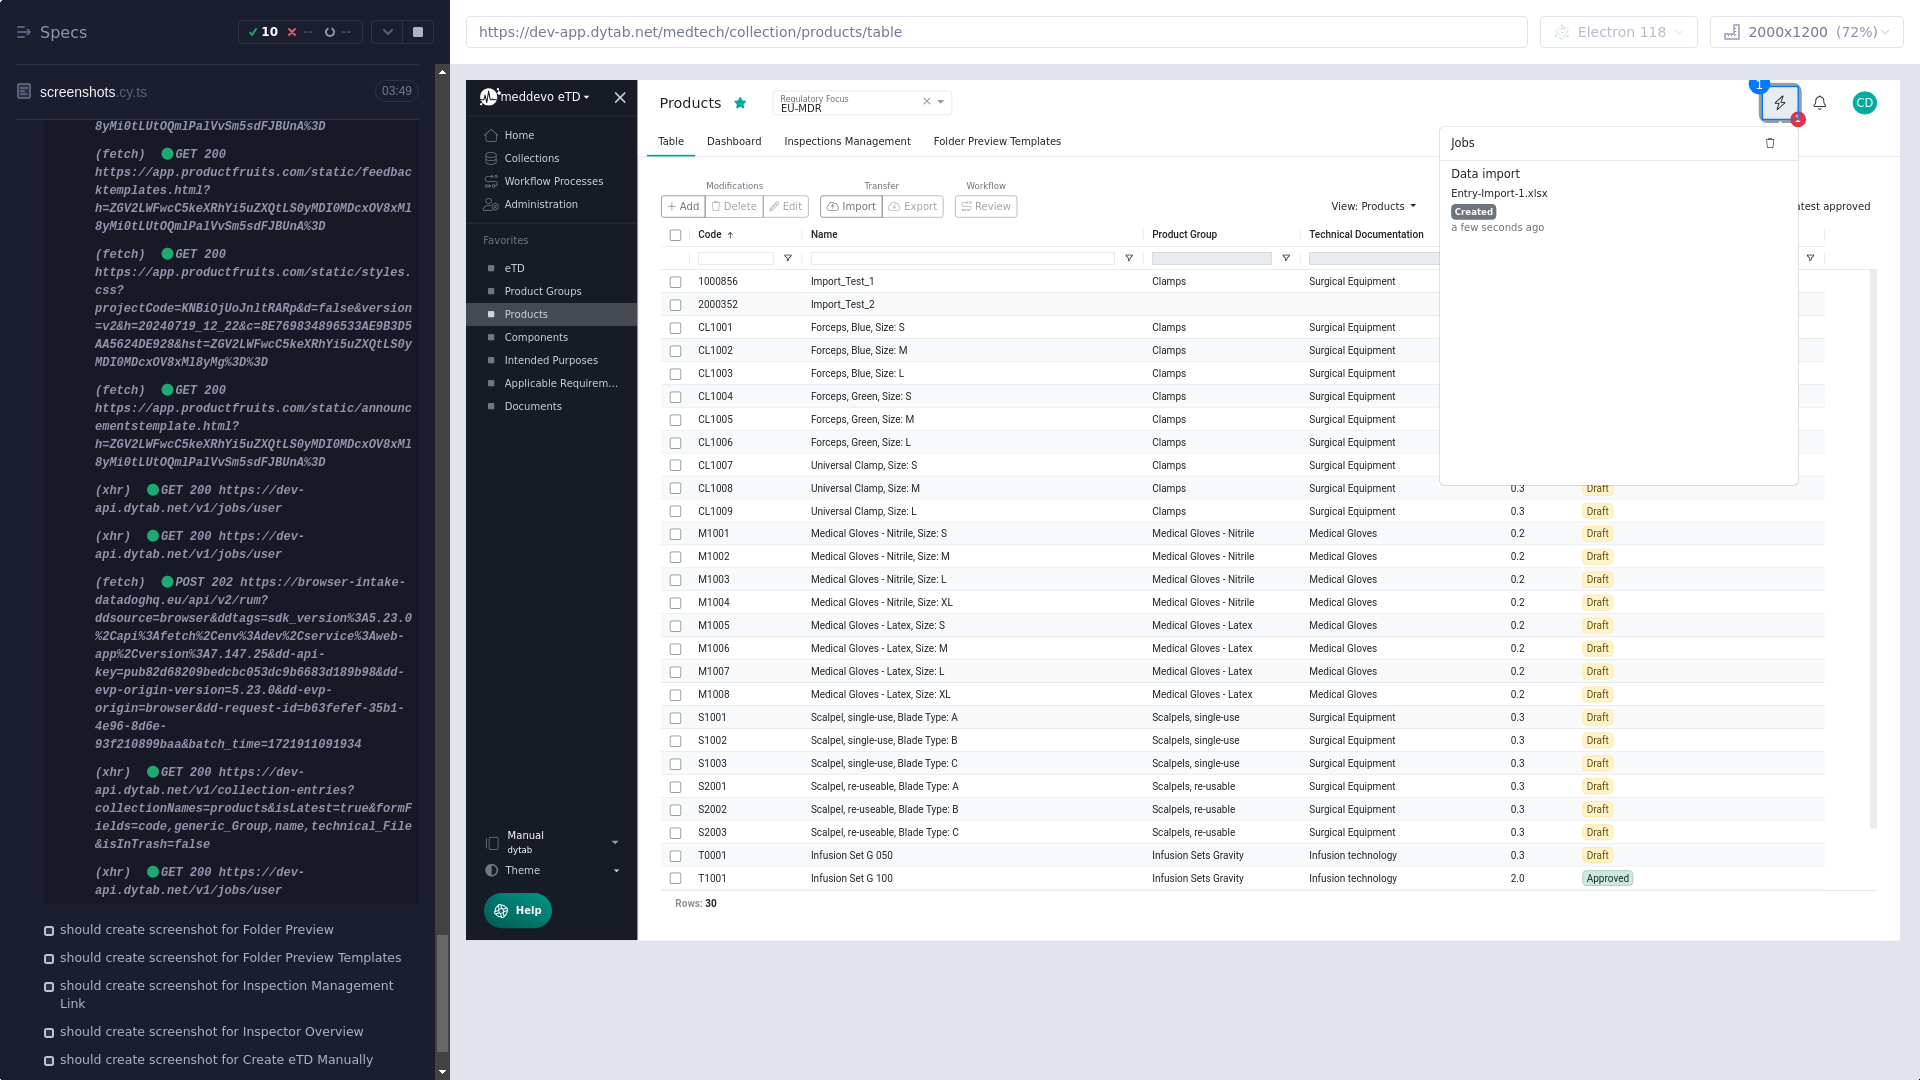 Specs
10
--
--
screenshots.cy.ts
03:49
8yMi0tLUtOQmlPalVvSm5sdFJBUnA%3D
(fetch) GET 200
https://app.productfruits.com/static/feedbac
ktemplates.html?
h=ZGV2LWFwcC5keXRhYi5uZXQtLS0yMDI0MDcxOV8xMl
8yMi0tLUtOQmlPalVvSm5sdFJBUnA%3D
(fetch) GET 200
https://app.productfruits.com/static/styles.
css?
projectCode=KNBiOjUoJnltRARp&d=false&version
=v2&h=20240719_12_22&c=8E769834896533AE9B3D5
AA5624DE928&hst=ZGV2LWFwcC5keXRhYi5uZXQtLS0y
MDI0MDcxOV8xMl8yMg%3D%3D
(fetch) GET 200
https://app.productfruits.com/static/announc
ementstemplate.html?
h=ZGV2LWFwcC5keXRhYi5uZXQtLS0yMDI0MDcxOV8xMl
8yMi0tLUtOQmlPalVvSm5sdFJBUnA%3D
(xhr) GET 200 https://dev-
api.dytab.net/v1/jobs/user
(xhr) GET 200 https://dev-
api.dytab.net/v1/jobs/user
(fetch) POST 202 https://browser-intake-
datadoghq.eu/api/v2/rum?
ddsource=browser&ddtags=sdk_version%3A5.23.0
%2Capi%3Afetch%2Cenv%3Adev%2Cservice%3Aweb-
app%2Cversion%3A7.147.25&dd-api-
key=pub82d68209bedcbc053dc9b6683d189b98&dd-
evp-origin-version=5.23.0&dd-evp-
origin=browser&dd-request-id=b63fefef-35b1-
4e96-8d6e-
93f210899baa&batch_time=1721911091934
(xhr) GET 200 https://dev-
api.dytab.net/v1/collection-entries?
collectionNames=products&isLatest=true&formF
ields=code,generic_Group,name,technical_File
&isInTrash=false
(xhr) GET 200 https://dev-
api.dytab.net/v1/jobs/user
should create screenshot for Folder Preview
should create screenshot for Folder Preview Templates
should create screenshot for Inspection Management
Link
should create screenshot for Inspector Overview
should create screenshot for Create eTD Manually
https://dev-app.dytab.net/medtech/collection/products/table
Electron 118
2000x1200 (72%)
meddevo eTD
Home
Collections
Workflow Processes
Administration
Favorites
eTD
Product Groups
Products
Components
Intended Purposes
Applicable Requirem...
Documents
Manual
dytab
Theme
Help
Products
Regulatory Focus
EU-MDR
1
1
CD
Table Dashboard Inspections Management Folder Preview Templates
Modifications Transfer Workflow
Add Delete Edit Import Export Review
View: Products
atest approved
Code Name Product Group Technical Documentation
1000856 Import_Test_1 Clamps Surgical Equipment
2000352 Import_Test_2
CL1001 Forceps, Blue, Size: S Clamps Surgical Equipment
CL1002 Forceps, Blue, Size: M Clamps Surgical Equipment
CL1003 Forceps, Blue, Size: L Clamps Surgical Equipment
CL1004 Forceps, Green, Size: S Clamps Surgical Equipment
CL1005 Forceps, Green, Size: M Clamps Surgical Equipment
CL1006 Forceps, Green, Size: L Clamps Surgical Equipment
CL1007 Universal Clamp, Size: S Clamps Surgical Equipment
CL1008 Universal Clamp, Size: M Clamps Surgical Equipment 0.3 Draft
CL1009 Universal Clamp, Size: L Clamps Surgical Equipment 0.3 Draft
M1001 Medical Gloves - Nitrile, Size: S Medical Gloves - Nitrile Medical Gloves 0.2 Draft
M1002 Medical Gloves - Nitrile, Size: M Medical Gloves - Nitrile Medical Gloves 0.2 Draft
M1003 Medical Gloves - Nitrile, Size: L Medical Gloves - Nitrile Medical Gloves 0.2 Draft
M1004 Medical Gloves - Nitrile, Size: XL Medical Gloves - Nitrile Medical Gloves 0.2 Draft
M1005 Medical Gloves - Latex, Size: S Medical Gloves - Latex Medical Gloves 0.2 Draft
M1006 Medical Gloves - Latex, Size: M Medical Gloves - Latex Medical Gloves 0.2 Draft
M1007 Medical Gloves - Latex, Size: L Medical Gloves - Latex Medical Gloves 0.2 Draft
M1008 Medical Gloves - Latex, Size: XL Medical Gloves - Latex Medical Gloves 0.2 Draft
S1001 Scalpel, single-use, Blade Type: A Scalpels, single-use Surgical Equipment 0.3 Draft
S1002 Scalpel, single-use, Blade Type: B Scalpels, single-use Surgical Equipment 0.3 Draft
S1003 Scalpel, single-use, Blade Type: C Scalpels, single-use Surgical Equipment 0.3 Draft
S2001 Scalpel, re-useable, Blade Type: A Scalpels, re-usable Surgical Equipment 0.3 Draft
S2002 Scalpel, re-useable, Blade Type: B Scalpels, re-usable Surgical Equipment 0.3 Draft
S2003 Scalpel, re-useable, Blade Type: C Scalpels, re-usable Surgical Equipment 0.3 Draft
T0001 Infusion Set G 050 Infusion Sets Gravity Infusion technology 0.3 Draft
T1001 Infusion Set G 100 Infusion Sets Gravity Infusion technology 2.0 Approved
Rows: 30
Jobs
Data import
Entry-Import-1.xlsx
Created
a few seconds ago